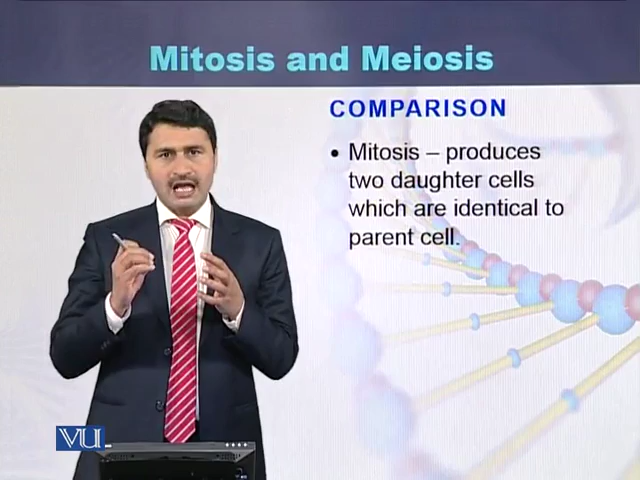 Mitosis and Meiosis
COMPARISON
• Mitosis – produces
two daughter cells
which are identical to
parent cell.
VU